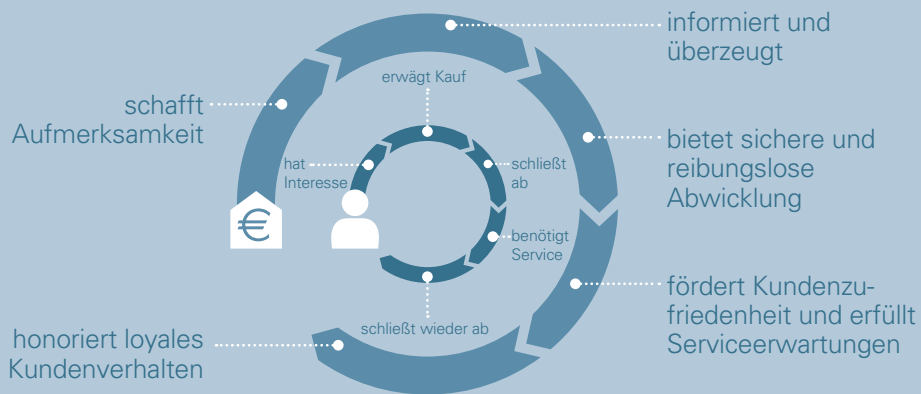 informiert und
überzeugt
erwägt Kauf
schafft
Aufmerksamkeit
bietet sichere und
reibungslose
Abwicklung
hat
Interesse
schließt
ab
€
benötigt
Service
fördert Kundenzu-
friedenheit und erfüllt
Serviceerwartungen
schließt wieder ab
honoriert loyales
Kundenverhalten